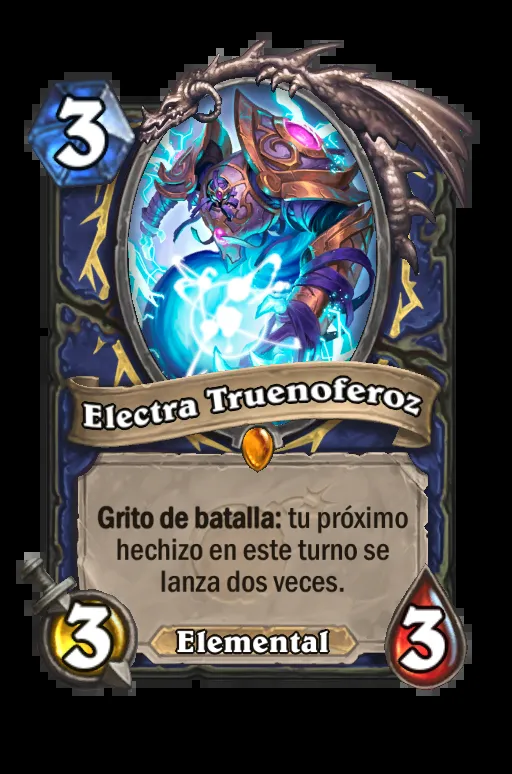 3
Electra Truenoferoz
Grito de batalla: tu próximo
hechizo en este turno se
lanza dos veces.
3
Elemental
3